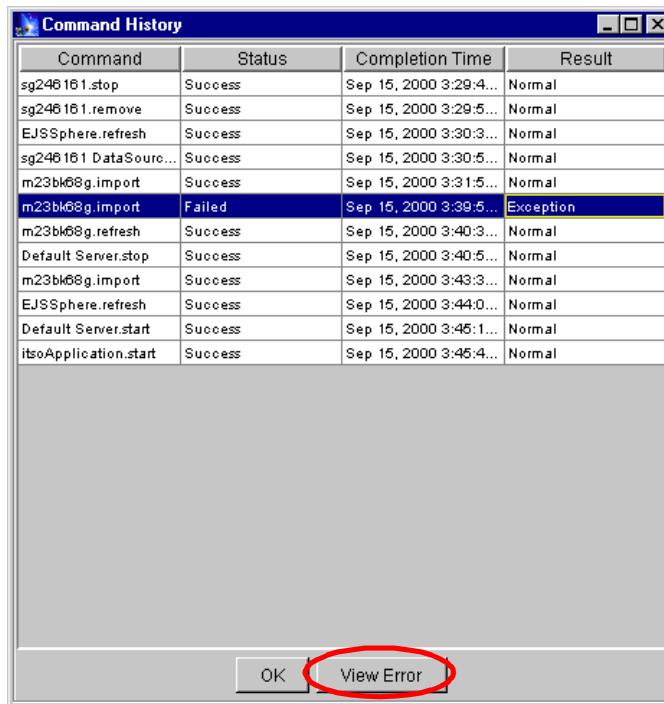 Command History
Command Status Completion Time Result
sg246161.stop Success Sep 15, 2000 3:29:4... Normal
sg246161.remove Success Sep 15, 2000 3:29:5... Normal
EJSSphere.refresh Success Sep 15, 2000 3:30:3... Normal
sg246161 DataSourc... Success Sep 15, 2000 3:30:5... Normal
m23bk68g.import Success Sep 15, 2000 3:31:5... Normal
m23bk68g.import Failed Sep 15, 2000 3:39:5... Exception
m23bk68g.refresh Success Sep 15, 2000 3:40:3... Normal
Default Server.stop Success Sep 15, 2000 3:40:5... Normal
m23bk68g.import Success Sep 15, 2000 3:43:3... Normal
EJSSphere.refresh Success Sep 15, 2000 3:44:0... Normal
Default Server.start Success Sep 15, 2000 3:45:1... Normal
itsoApplication.start Success Sep 15, 2000 3:45:4... Normal
OK View Error